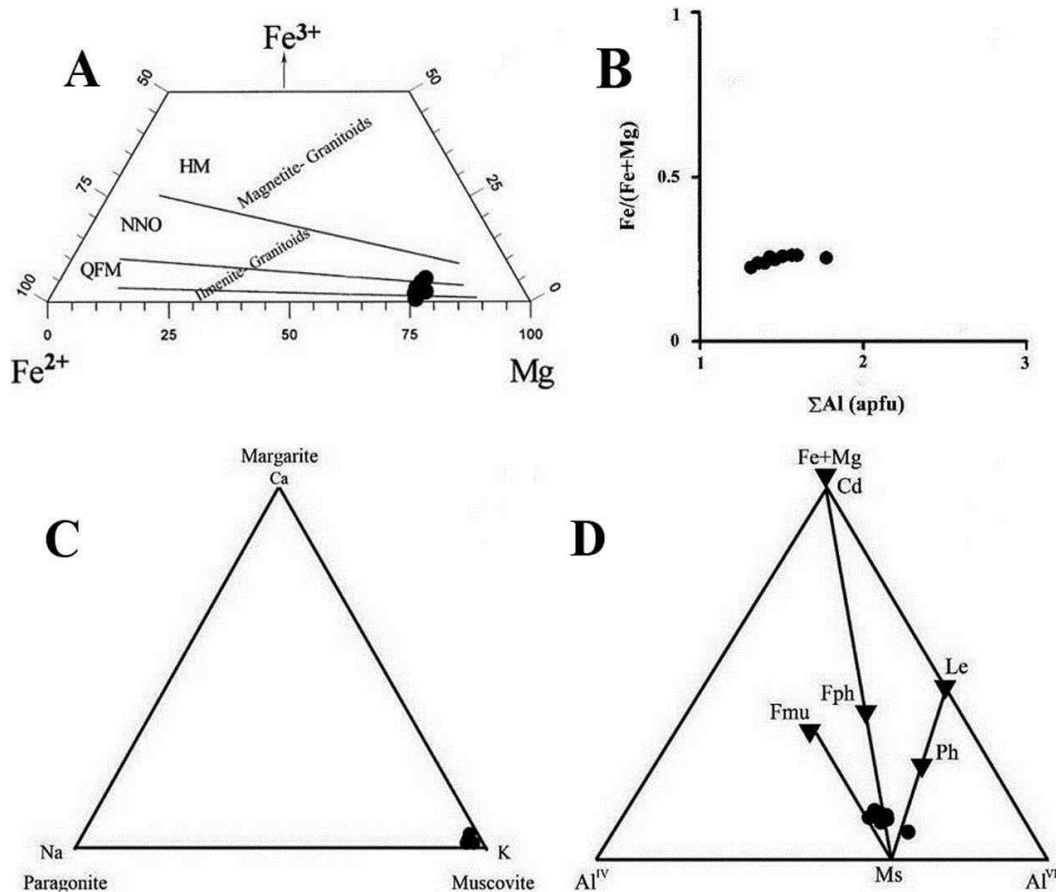 A
Fe3+
50
50
HM
Magnetite- Granitoids
75
25
NNO
QFM
Ilmenite- Granitoids
100
0
0
25
50
75
100
Fe2+
Mg
B
1
Fe/(Fe+Mg)
0.5
0
1
2
3
ΣAl (apfu)
C
Margarite
Ca
Na
K
Paragonite
Muscovite
D
Fe+Mg
Cd
Le
Fph
Fmu
Ph
AlIV
Ms
AlVI